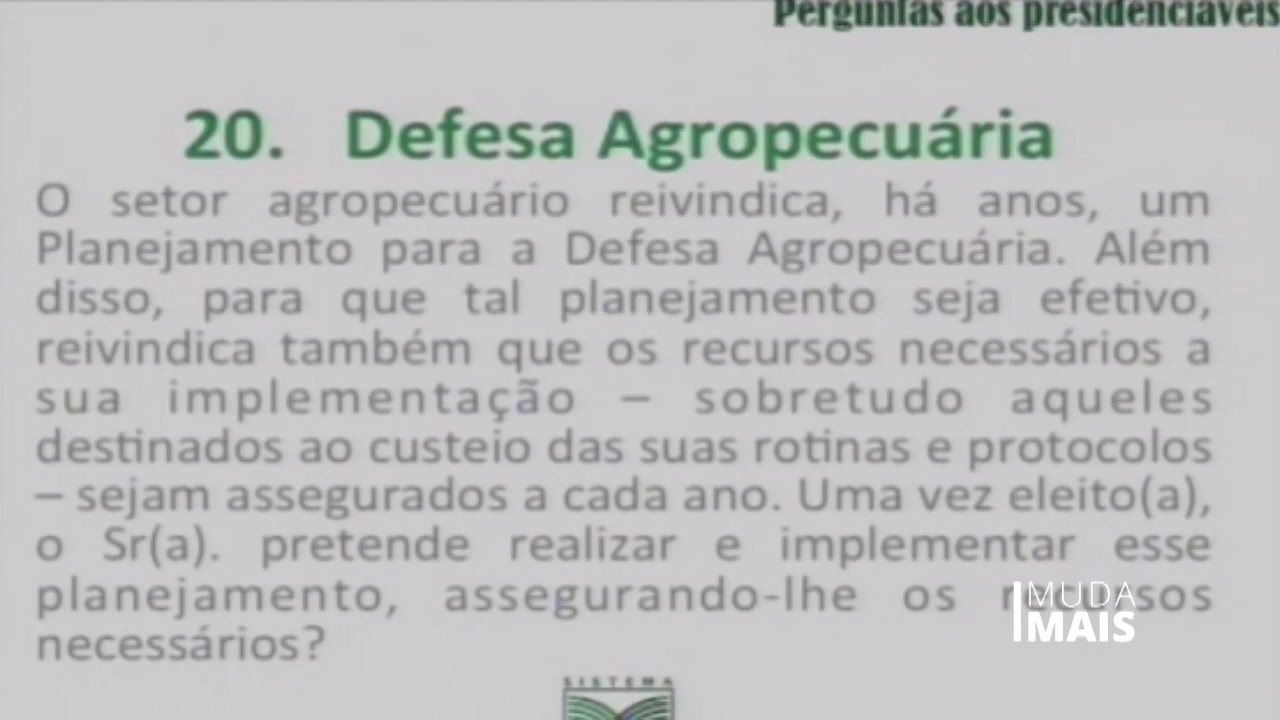 Perguntas aos presidenciáveis
20. Defesa Agropecuária
O setor agropecuário reivindica, há anos, um
Planejamento para a Defesa Agropecuária. Além
disso, para que tal planejamento seja efetivo,
reivindica também que os recursos necessários a
sua implementação – sobretudo aqueles
destinados ao custeio das suas rotinas e protocolos
– sejam assegurados a cada ano. Uma vez eleito(a),
o Sr(a). pretende realizar e implementar esse
planejamento, assegurando-lhe os recursos
necessários?
MUDA
MAIS
SISTEMA